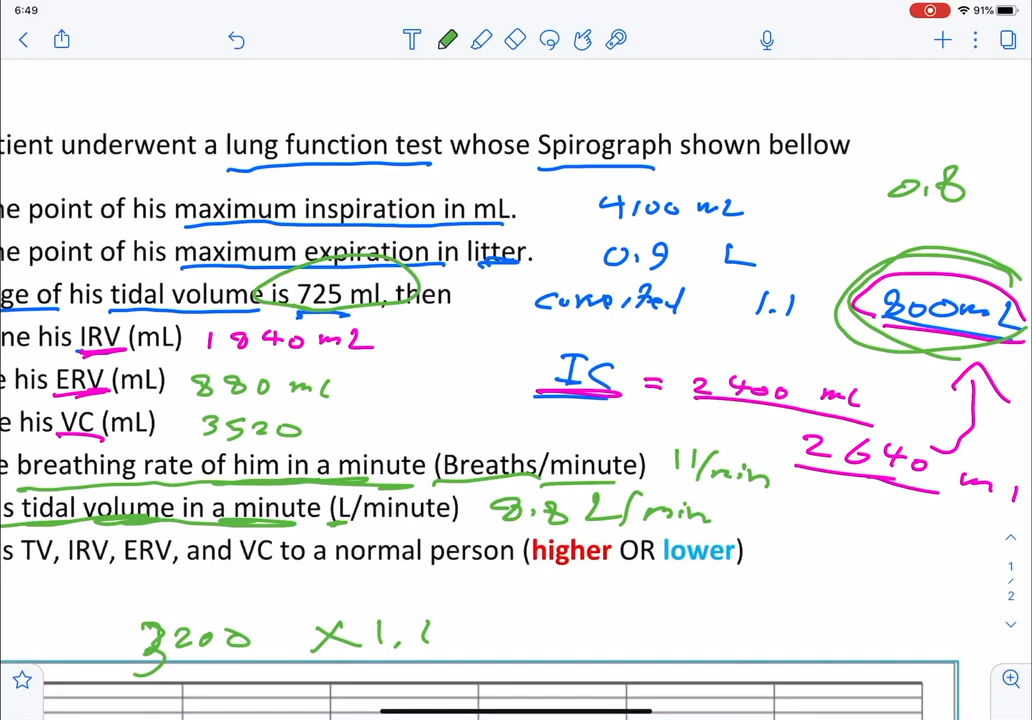 6:49 91%
T
tient underwent a lung function test whose Spirograph shown bellow
0.8
he point of his maximum inspiration in mL. 4100 mL
he point of his maximum expiration in litter. 0.9 L
ge of his tidal volume is 725 ml, then 1.1 800mL
ne his IRV (mL) 1840 mL
e his ERV (mL) 880 mL IC = 2400 mL
e his VC (mL) 3520 2640 m
e breathing rate of him in a minute (Breaths/minute) 11/min
s tidal volume in a minute (L/minute) 8.8 L/min
s TV, IRV, ERV, and VC to a normal person (higher OR lower)
1
/
2
3200 X 1.1